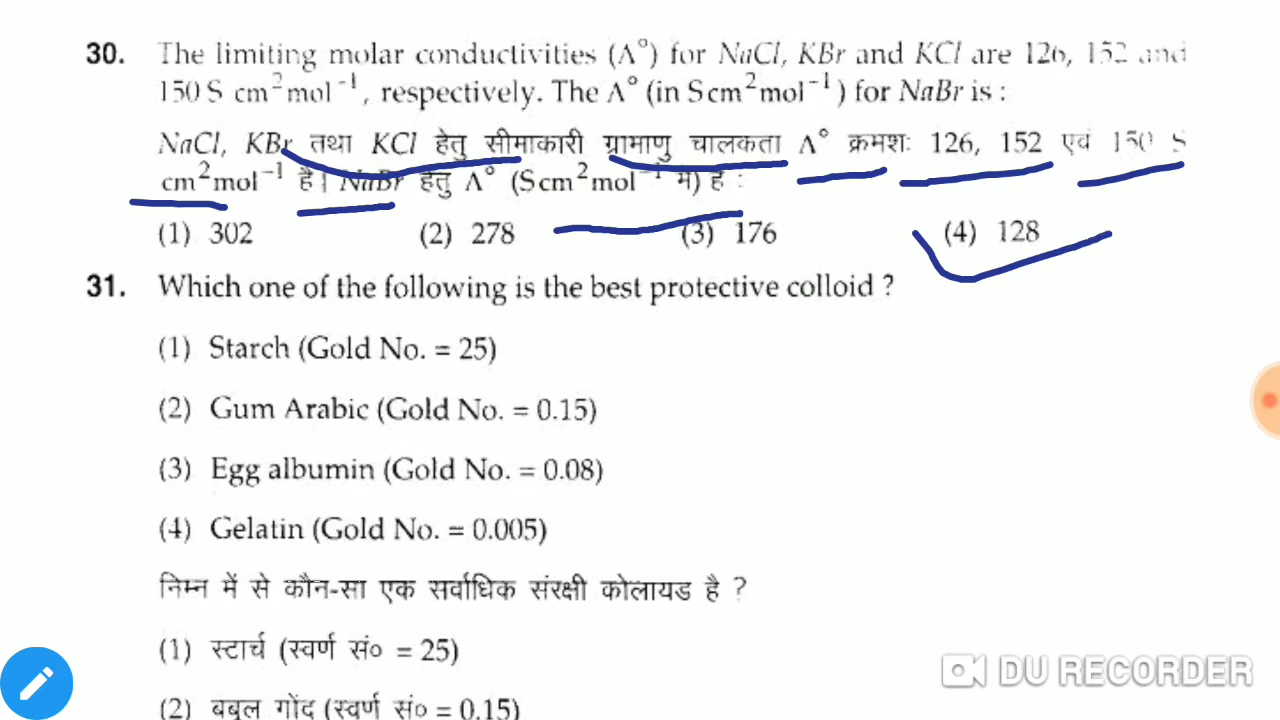 30. The limiting molar conductivities (Λ°) for NaCl, KBr and KCl are 126, 152 and
150 S cm²mol⁻¹, respectively. The Λ° (in Scm²mol⁻¹) for NaBr is :
NaCl, KBr तथा KCl हेतु सीमाकारी ग्रामाणु चालकता Λ° क्रमशः 126, 152 एवं 150 S
cm²mol⁻¹ है। NaBr हेतु Λ° (Scm²mol⁻¹ में) है :
(1) 302 (2) 278 (3) 176 (4) 128
31. Which one of the following is the best protective colloid ?
(1) Starch (Gold No. = 25)
(2) Gum Arabic (Gold No. = 0.15)
(3) Egg albumin (Gold No. = 0.08)
(4) Gelatin (Gold No. = 0.005)
निम्न में से कौन-सा एक सर्वाधिक संरक्षी कोलायड है ?
(1) स्टार्च (स्वर्ण सं० = 25)
(2) बबूल गोंद (स्वर्ण सं० = 0.15)
DU RECORDER